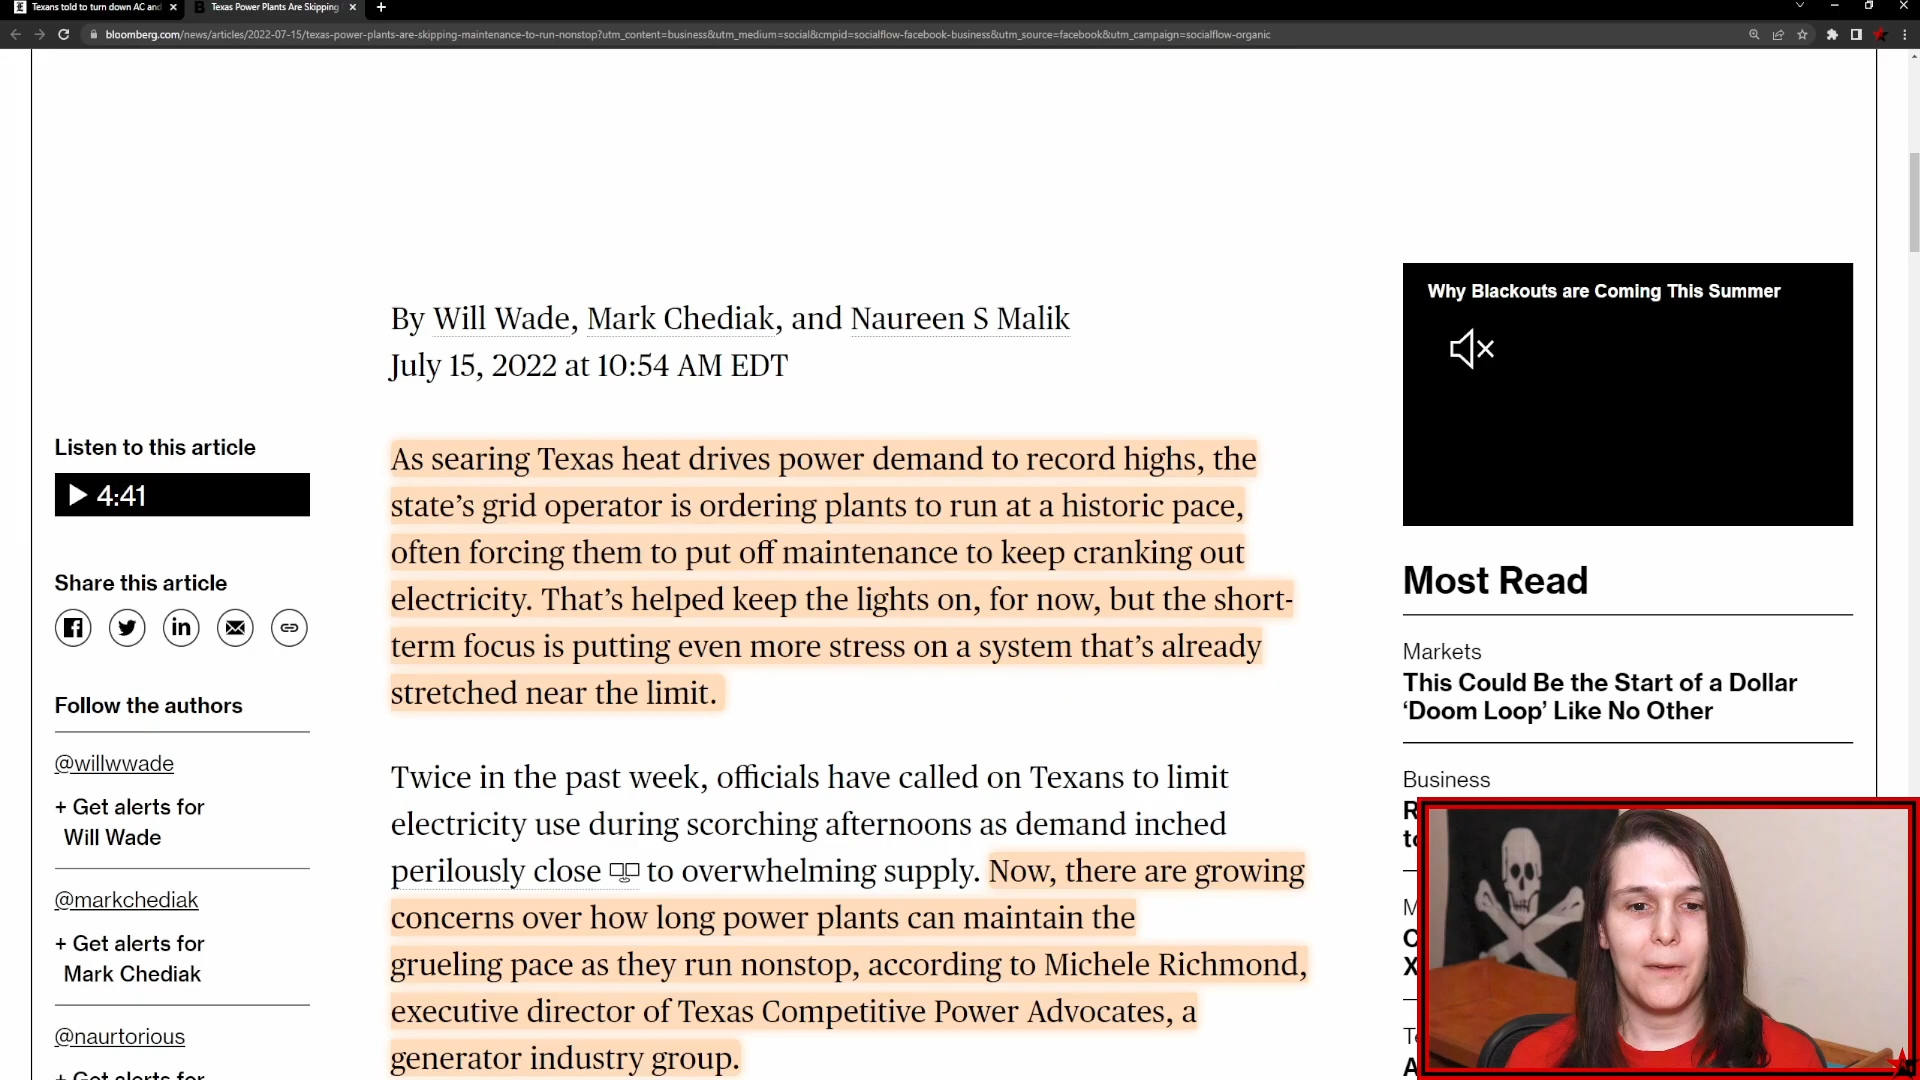 Texans told to turn down AC and
Texas Power Plants Are Skipping
bloomberg.com/news/articles/2022-07-15/texas-power-plants-are-skipping-maintenance-to-run-nonstop?utm_content=business&utm_medium=social&cmpid=socialflow-facebook-business&utm_source=facebook&utm_campaign=socialflow-organic
By Will Wade, Mark Chediak, and Naureen S Malik
July 15, 2022 at 10:54 AM EDT
Listen to this article
4:41
Share this article
Follow the authors
@willwwade
+ Get alerts for
Will Wade
@markchediak
+ Get alerts for
Mark Chediak
@naurtorious
+ Get alerts for
As searing Texas heat drives power demand to record highs, the
state’s grid operator is ordering plants to run at a historic pace,
often forcing them to put off maintenance to keep cranking out
electricity. That’s helped keep the lights on, for now, but the short-
term focus is putting even more stress on a system that’s already
stretched near the limit.
Twice in the past week, officials have called on Texans to limit
electricity use during scorching afternoons as demand inched
perilously close to overwhelming supply. Now, there are growing
concerns over how long power plants can maintain the
grueling pace as they run nonstop, according to Michele Richmond,
executive director of Texas Competitive Power Advocates, a
generator industry group.
Why Blackouts are Coming This Summer
Most Read
Markets
This Could Be the Start of a Dollar
‘Doom Loop’ Like No Other
Business